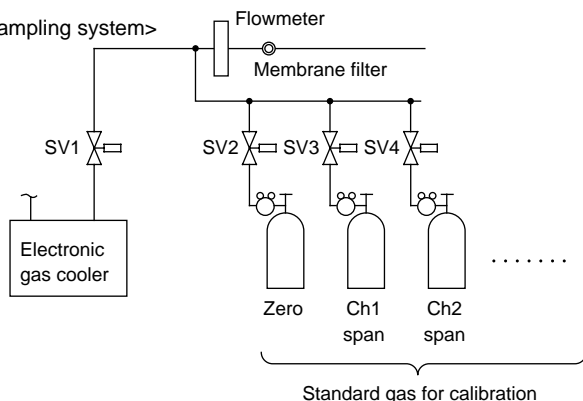 ampling system>
Flowmeter
Membrane filter
SV1
SV2
SV3
SV4
Electronic
gas cooler
Zero
Ch1
span
Ch2
span
.......
Standard gas for calibration